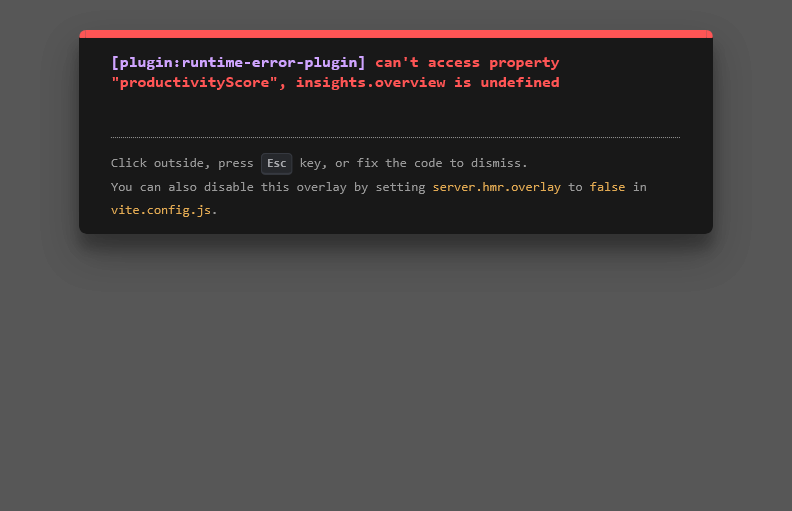 [plugin:runtime-error-plugin] can't access property
"productivityScore", insights.overview is undefined
Click outside, press Esc key, or fix the code to dismiss.
You can also disable this overlay by setting server.hmr.overlay to false in
vite.config.js.